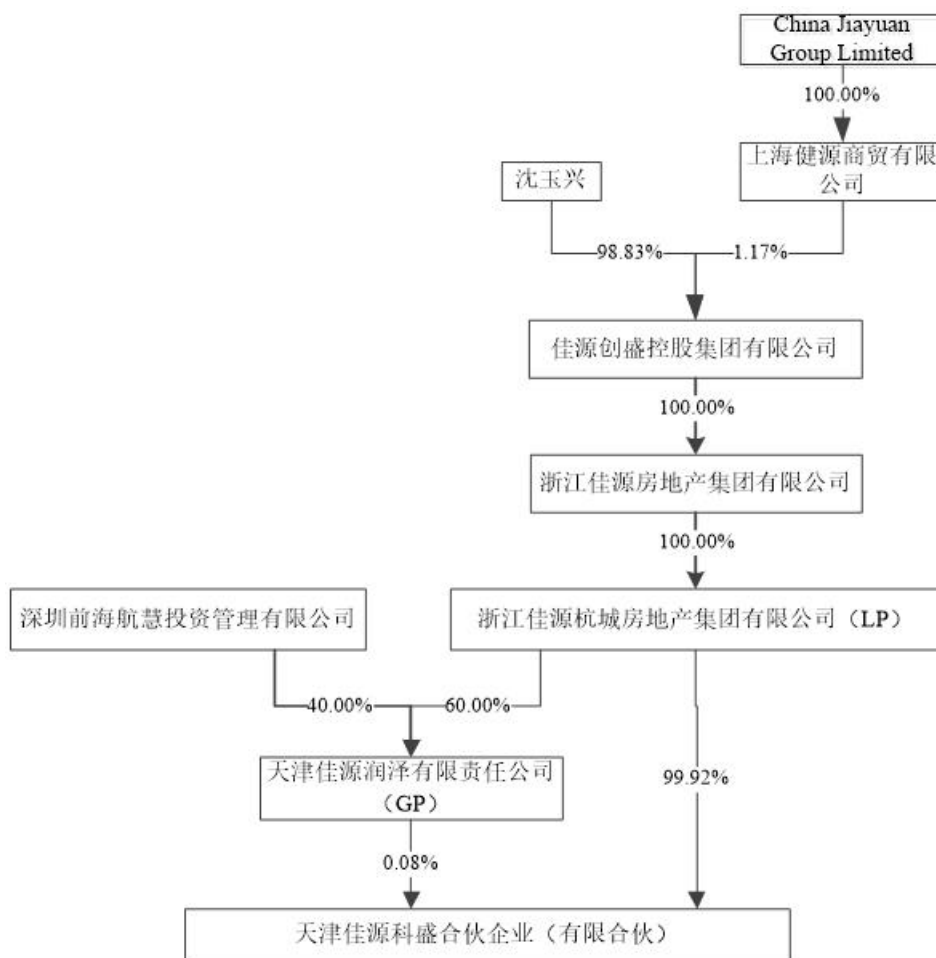 China Jiayuan
Group Limited
100.00%
上海健源商贸有限
公司
沈玉兴
98.83%
1.17%
佳源创盛控股集团有限公司
100.00%
浙江佳源房地产集团有限公司
100.00%
深圳前海航慧投资管理有限公司
浙江佳源杭城房地产集团有限公司（LP）
40.00%
60.00%
天津佳源润泽有限责任公司
（GP）
99.92%
0.08%
天津佳源科盛合伙企业（有限合伙）